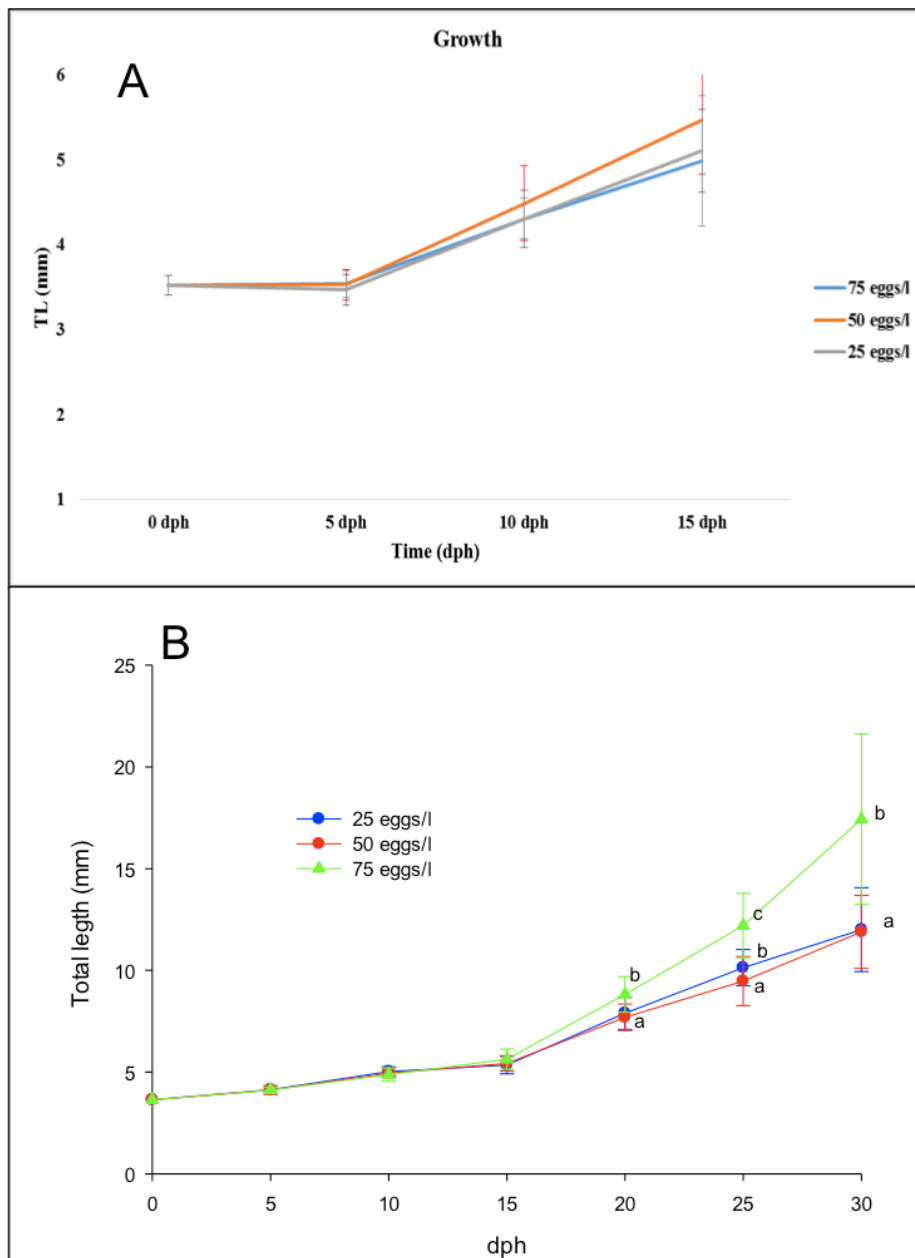 Growth
A
6
5
4
3
2
1
TL (mm)
75 eggs/l
50 eggs/l
25 eggs/l
0 dph 5 dph 10 dph 15 dph
Time (dph)
B
25
20
15
10
5
0
Total legth (mm)
25 eggs/l
50 eggs/l
75 eggs/l
b
a
c
b
a
b
a
0 5 10 15 20 25 30
dph